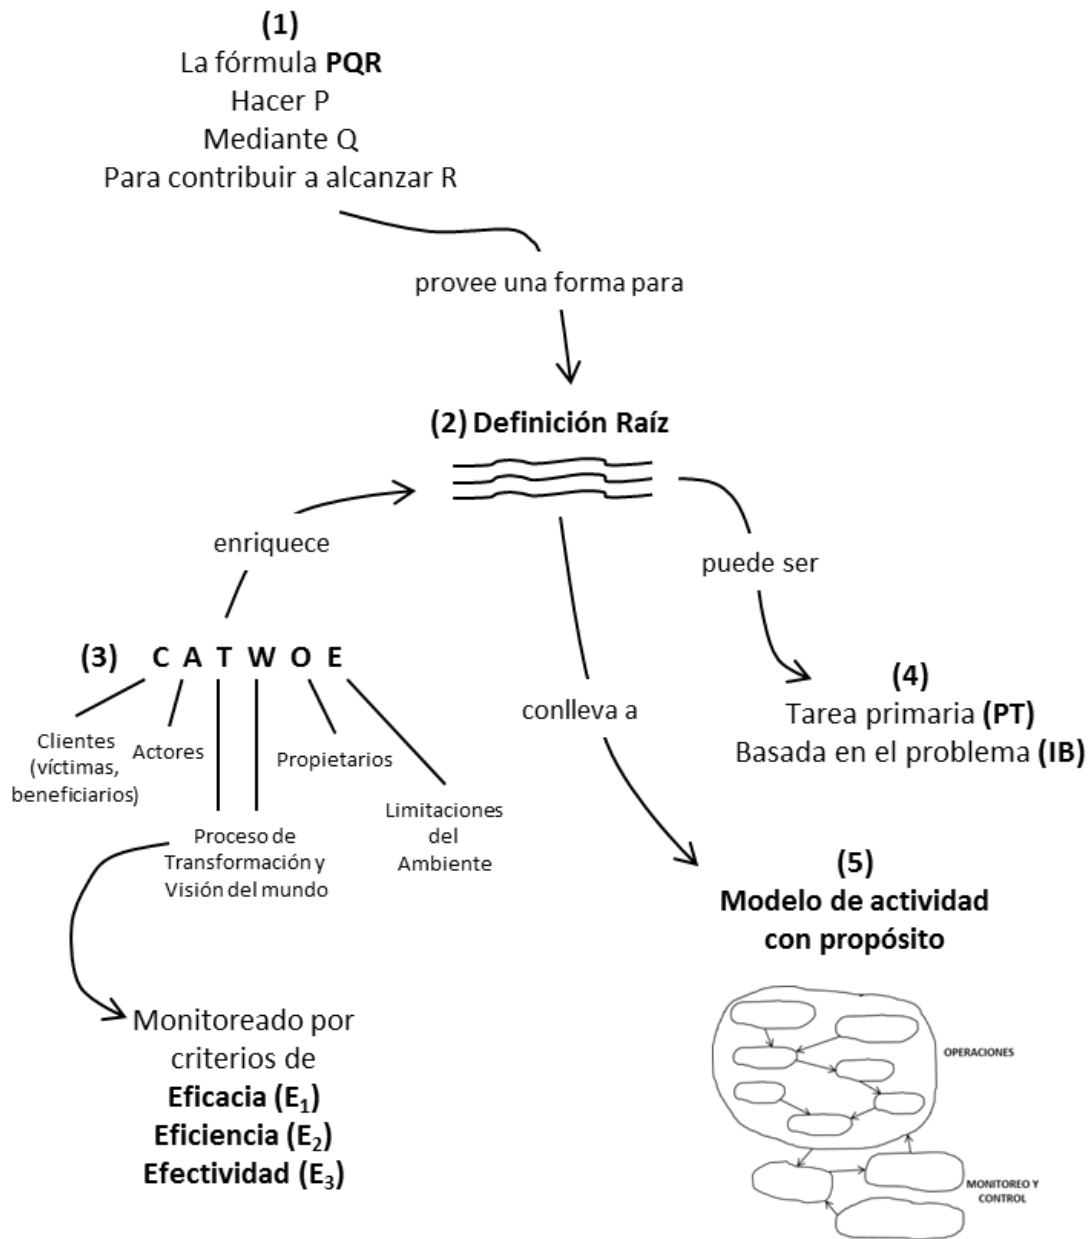 (1)
La fórmula PQR
Hacer P
Mediante Q
Para contribuir a alcanzar R
provee una forma para
(2) Definición Raíz
enriquece
puede ser
(3) C A T W O E
conlleva a
(4)
Tarea primaria (PT)
Basada en el problema (IB)
Clientes
(víctimas,
beneficiarios)
Actores
Propietarios
Proceso de
Transformación y
Visión del mundo
Limitaciones
del
Ambiente
(5)
Modelo de actividad
con propósito
Monitoreado por
criterios de
Eficacia (E₁)
Eficiencia (E₂)
Efectividad (E₃)
OPERACIONES
MONITOREO Y
CONTROL